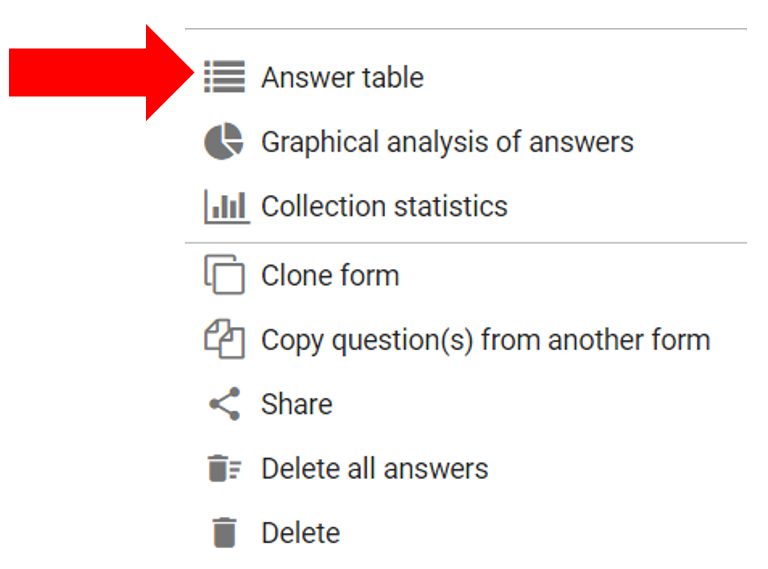 Answer table
Graphical analysis of answers
Collection statistics
Clone form
Copy question(s) from another form
Share
Delete all answers
Delete